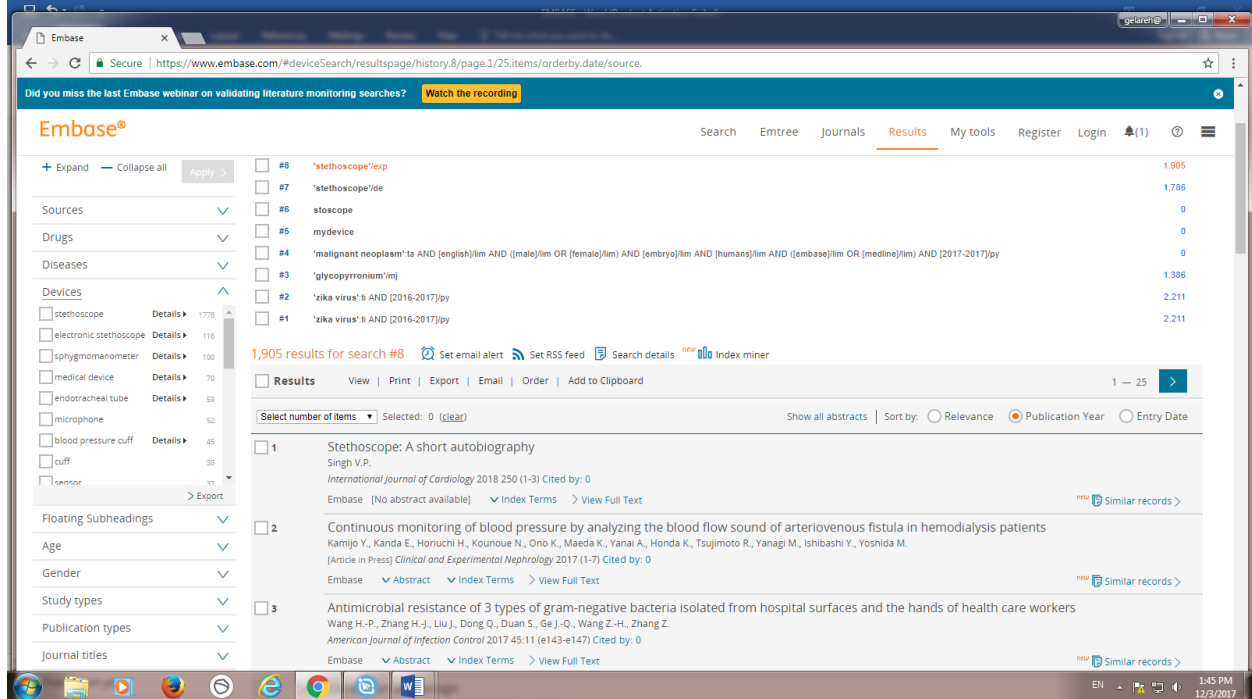 EMBASE - Word (Product Activation Failed)
gelareh@
Embase
Secure | https://www.embase.com/#deviceSearch/resultspage/history.8/page.1/25.items/orderby.date/source.
Did you miss the last Embase webinar on validating literature monitoring searches? Watch the recording
Embase®
Search Emtree Journals Results My tools Register Login (1)
+ Expand — Collapse all Apply >
Sources
Drugs
Diseases
Devices
stethoscope Details 1778
electronic stethoscope Details 116
sphygmomanometer Details 100
medical device Details 70
endotracheal tube Details 59
microphone 52
blood pressure cuff Details 45
cuff 38
sensor 37
> Export
Floating Subheadings
Age
Gender
Study types
Publication types
Journal titles
#8 'stethoscope'/exp 1,905
#7 'stethoscope'/de 1,786
#6 stoscope 0
#5 mydevice 0
#4 'malignant neoplasm':ta AND [english]/lim AND ([male]/lim OR [female]/lim) AND [embryo]/lim AND [humans]/lim AND ([embase]/lim OR [medline]/lim) AND [2017-2017]/py 0
#3 'glycopyrronium'/mj 1,386
#2 'zika virus':ti AND [2016-2017]/py 2,211
#1 'zika virus':ti AND [2016-2017]/py 2,211
1,905 results for search #8 Set email alert Set RSS feed Search details new Index miner
Results View | Print | Export | Email | Order | Add to Clipboard 1 — 25 >
Select number of items Selected: 0 (clear) Show all abstracts | Sort by: Relevance Publication Year Entry Date
1 Stethoscope: A short autobiography
Singh V.P.
International Journal of Cardiology 2018 250 (1-3) Cited by: 0
Embase [No abstract available] Index Terms > View Full Text new Similar records >
2 Continuous monitoring of blood pressure by analyzing the blood flow sound of arteriovenous fistula in hemodialysis patients
Kamijo Y., Kanda E., Horiuchi H., Kounoue N., Ono K., Maeda K., Yanai A., Honda K., Tsujimoto R., Yanagi M., Ishibashi Y., Yoshida M.
[Article in Press] Clinical and Experimental Nephrology 2017 (1-7) Cited by: 0
Embase Abstract Index Terms > View Full Text new Similar records >
3 Antimicrobial resistance of 3 types of gram-negative bacteria isolated from hospital surfaces and the hands of health care workers
Wang H.-P., Zhang H.-J., Liu J., Dong Q., Duan S., Ge J.-Q., Wang Z.-H., Zhang Z.
American Journal of Infection Control 2017 45:11 (e143-e147) Cited by: 0
Embase Abstract Index Terms > View Full Text new Similar records >
EN 1:45 PM
12/3/2017